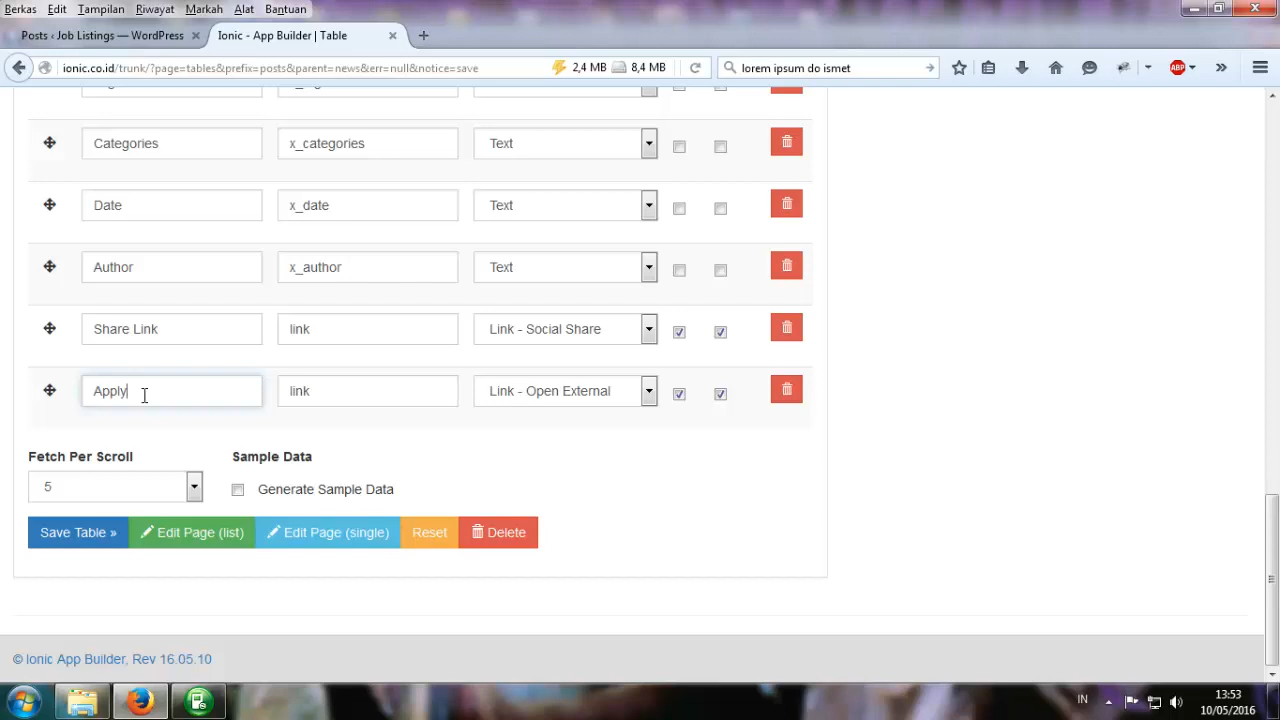 Berkas Edit Tampilan Riwayat Markah Alat Bantuan
Posts ‹ Job Listings — WordPress
Ionic - App Builder | Table
ionic.co.id/trunk/?page=tables&prefix=posts&parent=news&err=null&notice=save
2,4 MB 8,4 MB
lorem ipsum do ismet
ABP
Categories x_categories Text
Date x_date Text
Author x_author Text
Share Link link Link - Social Share
Apply link Link - Open External
Fetch Per Scroll Sample Data
5 Generate Sample Data
Save Table » Edit Page (list) Edit Page (single) Reset Delete
© Ionic App Builder, Rev 16.05.10
IN 13:53
10/05/2016